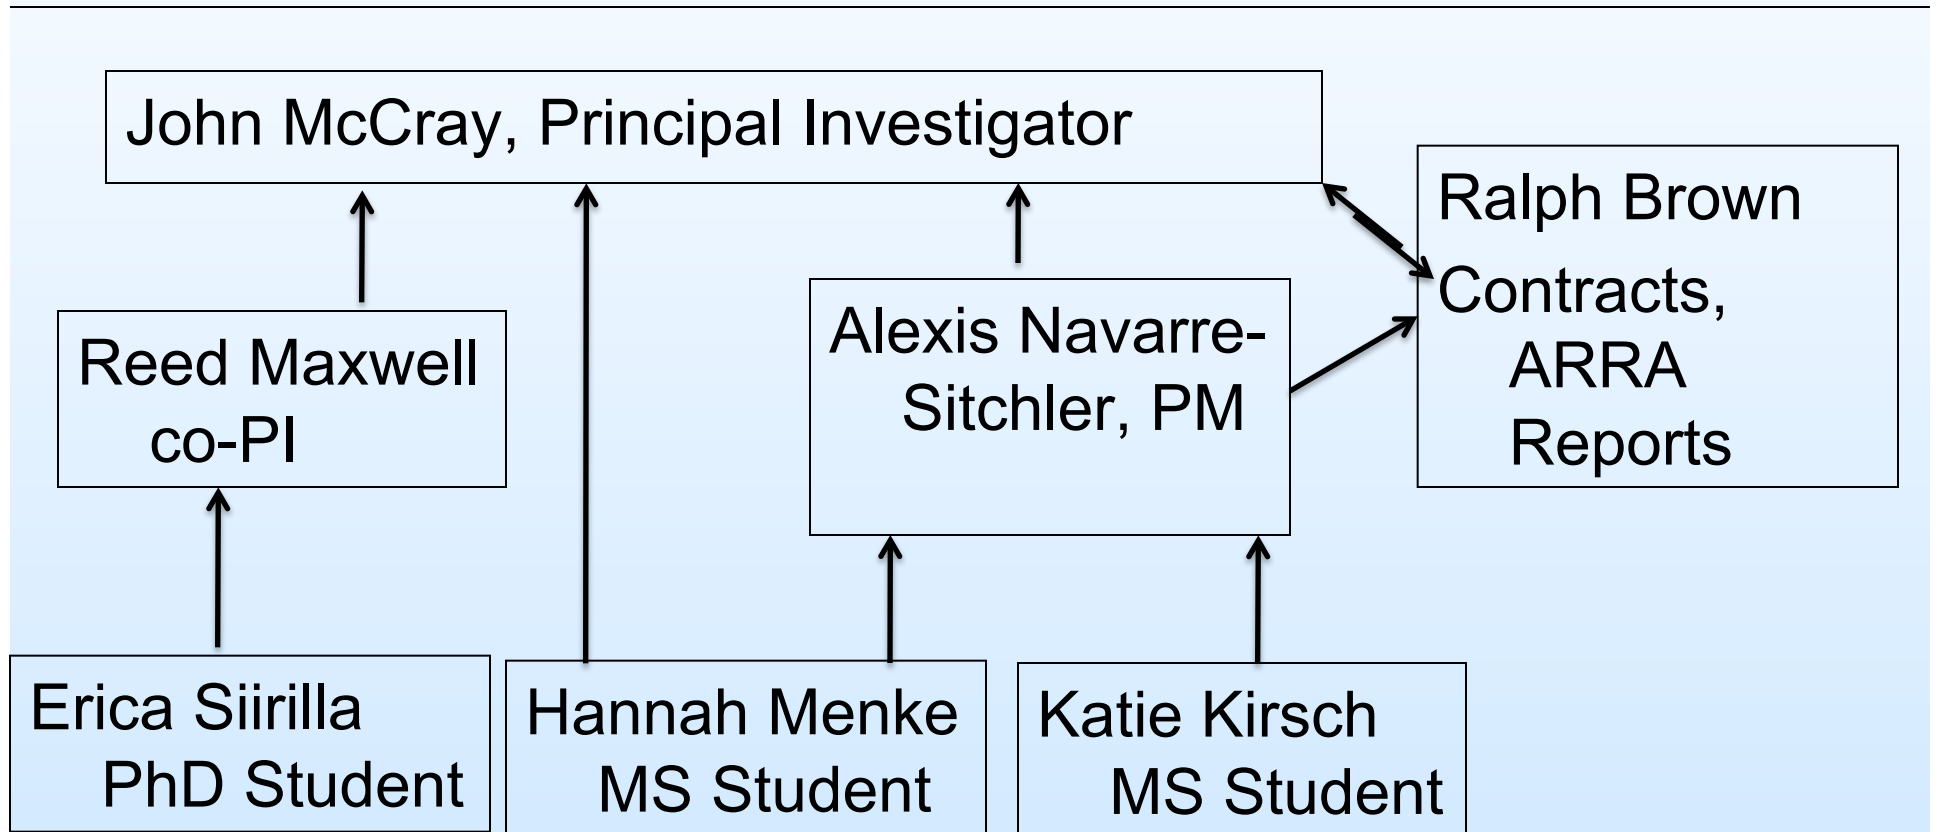 John McCray, Principal Investigator
Ralph Brown
Contracts,
ARRA
Reports
Reed Maxwell
co-PI
Alexis Navarre-
Sitchler, PM
Erica Siirilla
PhD Student
Hannah Menke
MS Student
Katie Kirsch
MS Student